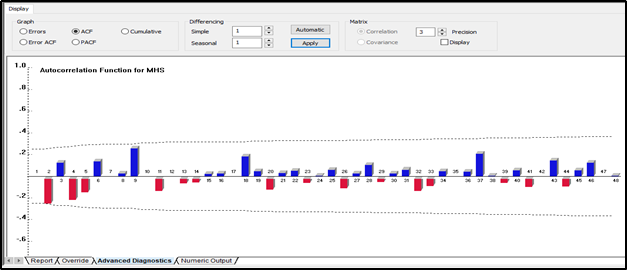 Display
Graph
Errors
ACF
Cumulative
Error ACF
PACF
Differencing
Simple 1
Automatic
Seasonal 1
Apply
Matrix
Correlation
3 Precision
Covariance
Display
Autocorrelation Function for MHS
1.0
.8
.6
.4
.2
1 2 4 7 10 11 12 13 14 17 20 23 24 26 32 33 36 39 40 41 42 44 47
3 5 6 8 9 15 16 18 19 21 22 25 27 28 29 30 31 34 35 37 38 43 45 46 48
-.2
-.4
-.6
Report
Override
Advanced Diagnostics
Numeric Output